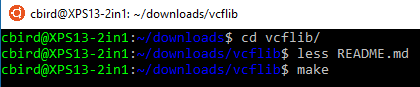 cbird@XPS13-2in1: ~/downloads/vcflib
cbird@XPS13-2in1:~/downloads$ cd vcflib/
cbird@XPS13-2in1:~/downloads/vcflib$ less README.md
cbird@XPS13-2in1:~/downloads/vcflib$ make